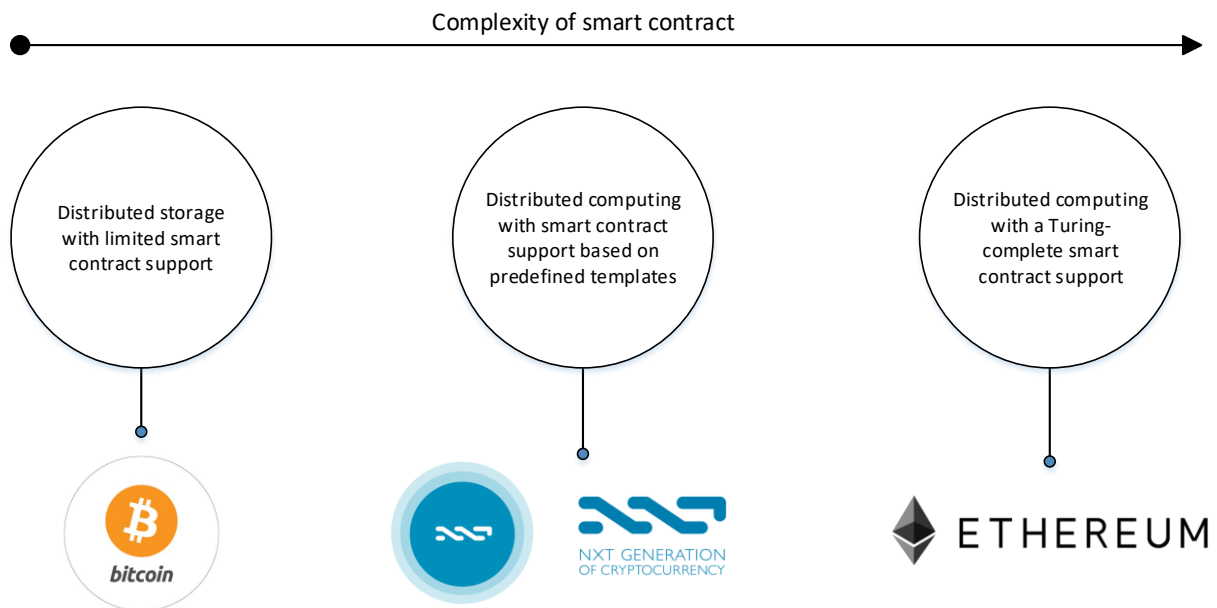 Complexity of smart contract
Distributed storage
with limited smart
contract support
Distributed computing
with smart contract
support based on
predefined templates
Distributed computing
with a Turing-
complete smart
contract support
bitcoin
NXT GENERATION
OF CRYPTOCURRENCY
ETHEREUM